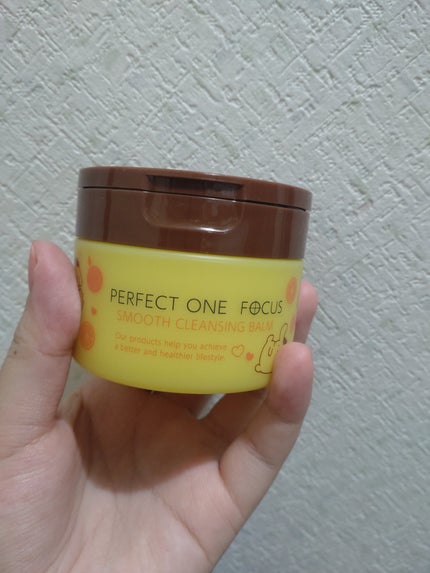 PERFECT ONE FOCUS
SMOOTH CLEANSING BALM
Our products help you achieve
a better and healthier lifestyle.